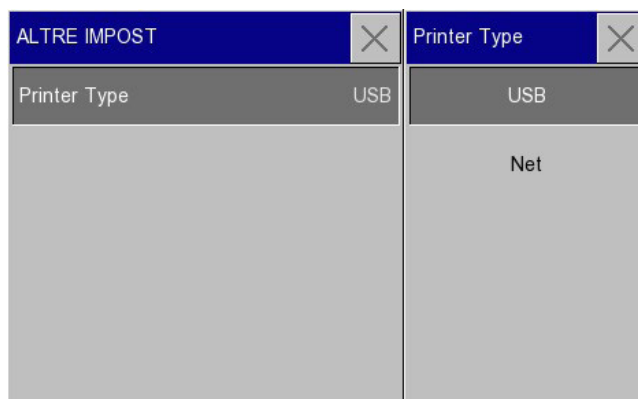 ALTRE IMPOST
Printer Type USB
Printer Type
USB
Net